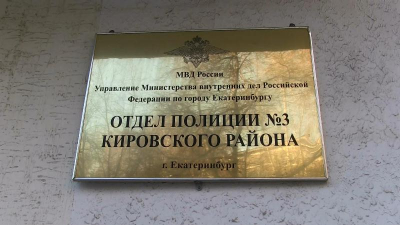 МВД России
Управление Министерства внутренних дел Российской
Федерации по городу Екатеринбургу
ОТДЕЛ ПОЛИЦИИ №3
КИРОВСКОГО РАЙОНА
г. Екатеринбург